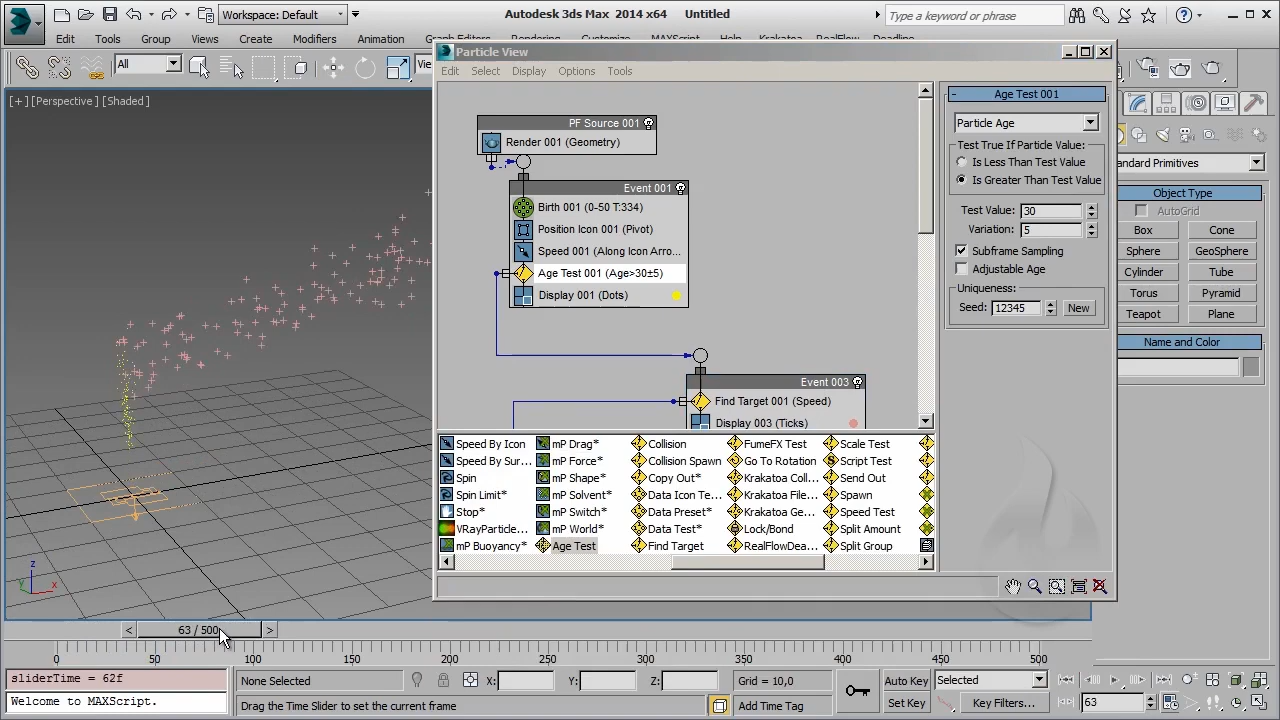 Workspace: Default
Autodesk 3ds Max 2014 x64 Untitled
Type a keyword or phrase
Edit Tools Group Views Create Modifiers Animation Graph Editors Rendering Customize MAXScript Help Krakatoa RealFlow Deadline
All
[+] [Perspective] [Shaded]
Particle View
Edit Select Display Options Tools
PF Source 001
Render 001 (Geometry)
Event 001
Birth 001 (0-50 T:334)
Position Icon 001 (Pivot)
Speed 001 (Along Icon Arro...
Age Test 001 (Age>30±5)
Display 001 (Dots)
Event 003
Find Target 001 (Speed)
Display 003 (Ticks)
Age Test 001
Particle Age
Test True If Particle Value:
Is Less Than Test Value
Is Greater Than Test Value
Test Value: 30
Variation: 5
Subframe Sampling
Adjustable Age
Uniqueness:
Seed: 12345 New
Speed By Icon mP Drag* Collision FumeFX Test Scale Test
Speed By Sur... mP Force* Collision Spawn Go To Rotation Script Test
Spin mP Shape* Copy Out* Krakatoa Coll... Send Out
Spin Limit* mP Solvent* Data Icon Te... Krakatoa File... Spawn
Stop* mP Switch* Data Preset* Krakatoa Ge... Speed Test
VRayParticle... mP World* Data Test* Lock/Bond Split Amount
mP Buoyancy* Age Test Find Target RealFlowDea... Split Group
andard Primitives
Object Type
AutoGrid
Box Cone
Sphere GeoSphere
Cylinder Tube
Torus Pyramid
Teapot Plane
Name and Color
z
y x
< 63 / 500 >
0 50 100 150 200 250 300 350 400 450 500
sliderTime = 62f
Welcome to MAXScript.
None Selected X: Y: Z: Grid = 10,0
Drag the Time Slider to set the current frame
Add Time Tag
Auto Key Selected
Set Key Key Filters... 63